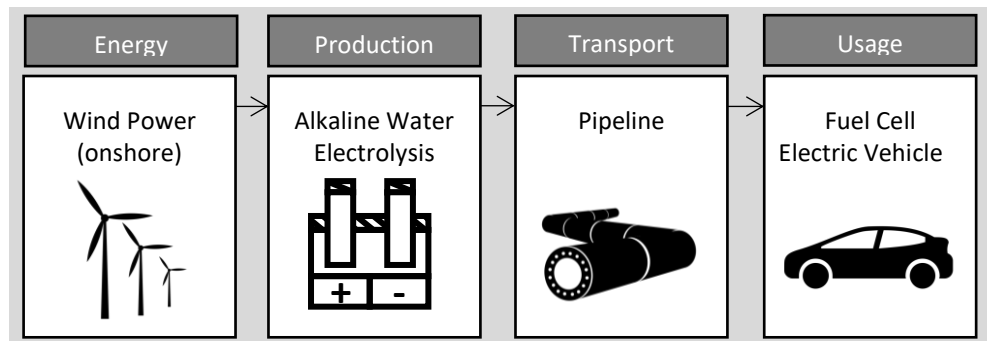 Energy
Production
Transport
Usage
Wind Power
(onshore)
Alkaline Water
Electrolysis
+ -
Pipeline
Fuel Cell
Electric Vehicle